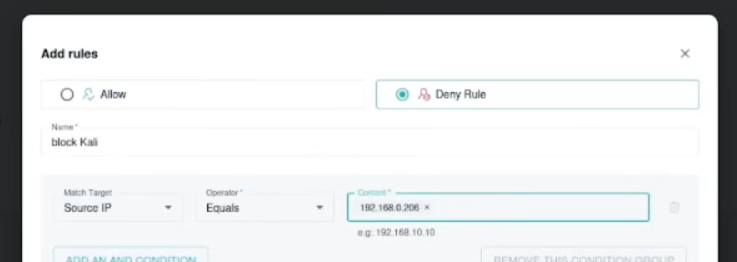 Add rules ×
Allow Deny Rule
Name*
block Kali
Match Target Operator* Content*
Source IP Equals 192.168.0.206 ×
e.g: 192.168.10.10
ADD AN AND CONDITION REMOVE THIS CONDITION GROUP